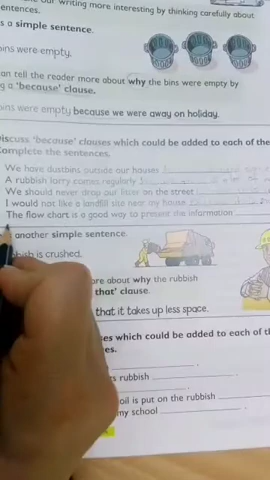 our writing more interesting by thinking carefully about
entences.
s a simple sentence.
bins were empty.
an tell the reader more about why the bins were empty by
g a 'because' clause.
bins were empty because we were away on holiday.
Discuss 'because' clauses which could be added to each of the
Complete the sentences.
We have dustbins outside our houses
A rubbish lorry comes regularly
We should never drop our litter on the street
I would not like a landfill site near my house
The flow chart is a good way to present the information
another simple sentence.
bbish is crushed.
ore about why the rubbish
that' clause.
that it takes up less space.
es which could be added to each of th
es.
s rubbish
oil is put on the rubbish
my school